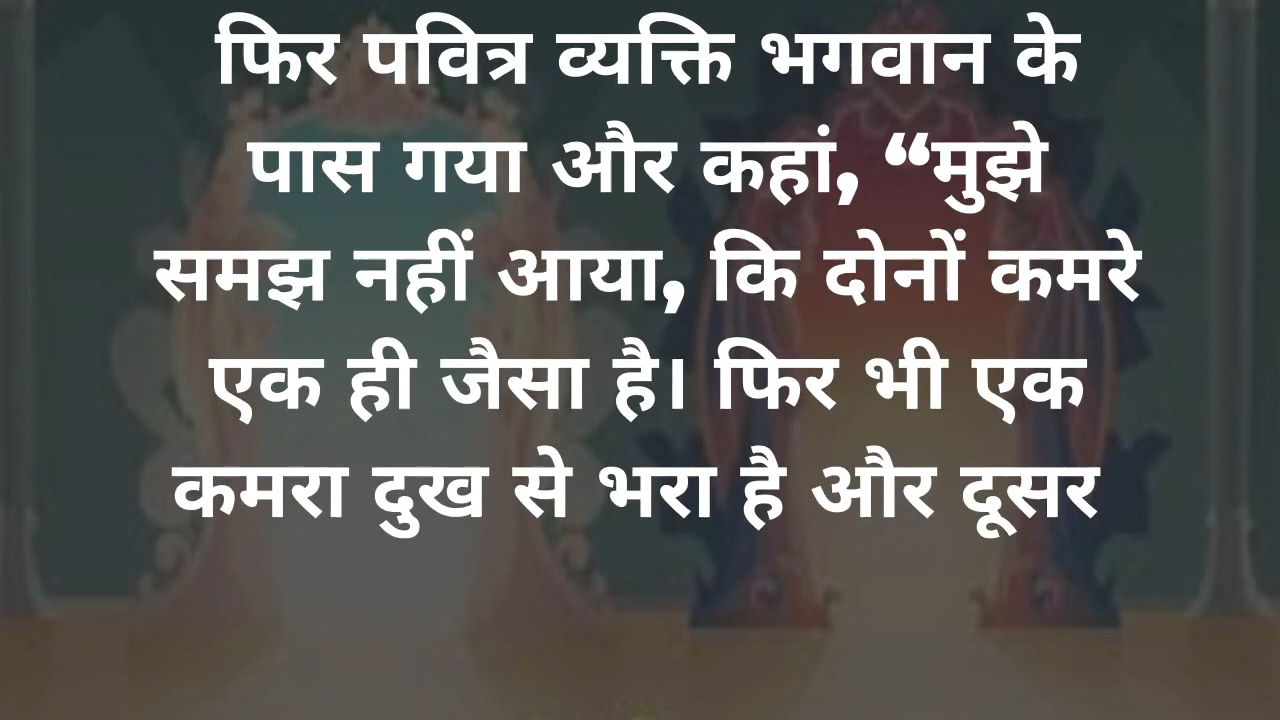 फिर पवित्र व्यक्ति भगवान के
पास गया और कहां, “मुझे
समझ नहीं आया, कि दोनों कमरे
एक ही जैसा है। फिर भी एक
कमरा दुख से भरा है और दूसर